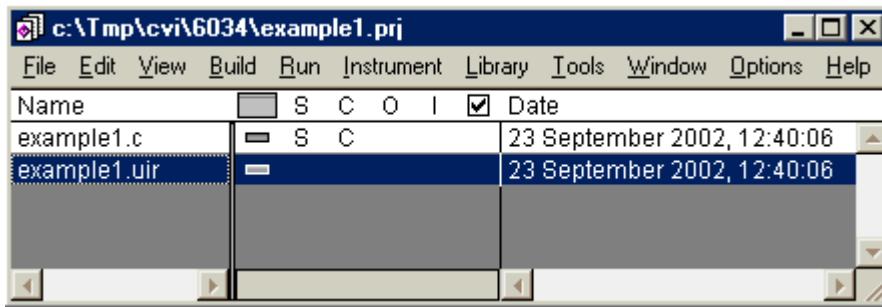 c:\Tmp\cvi\6034\example1.prj
File Edit View Build Run Instrument Library Tools Window Options Help
Name S C O I Date
example1.c S C 23 September 2002, 12:40:06
example1.uir 23 September 2002, 12:40:06